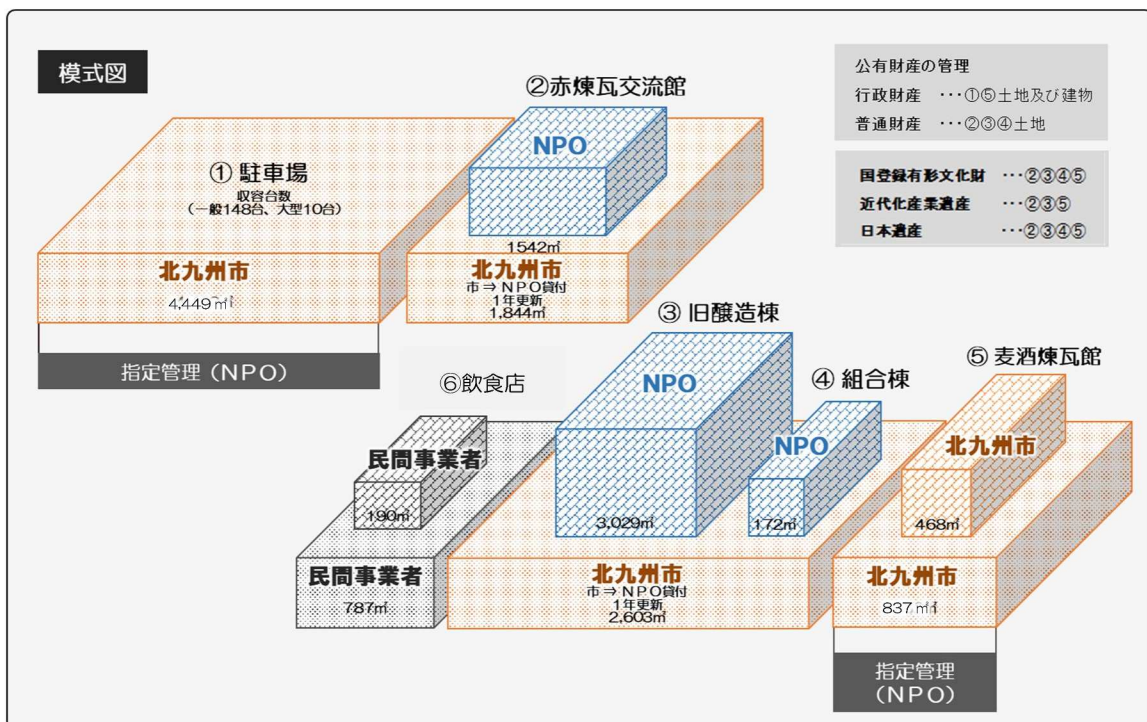 模式図
公有財産の管理
行政財産 ・・・①⑤土地及び建物
普通財産 ・・・②③④土地
国登録有形文化財 ・・・②③④⑤
近代化産業遺産 ・・・②③⑤
日本遺産 ・・・②③④⑤
②赤煉瓦交流館
NPO
1542㎡
北九州市
市⇒NPO貸付
1年更新
1,844㎡
① 駐車場
収容台数
(一般148台、大型10台)
北九州市
4,449㎡
指定管理(NPO)
③ 旧醸造棟
NPO
3,029㎡
④ 組合棟
NPO
172㎡
北九州市
市⇒NPO貸付
1年更新
2,603㎡
⑤ 麦酒煉瓦館
北九州市
468㎡
北九州市
837㎡
指定管理
(NPO)
⑥飲食店
民間事業者
190㎡
民間事業者
787㎡